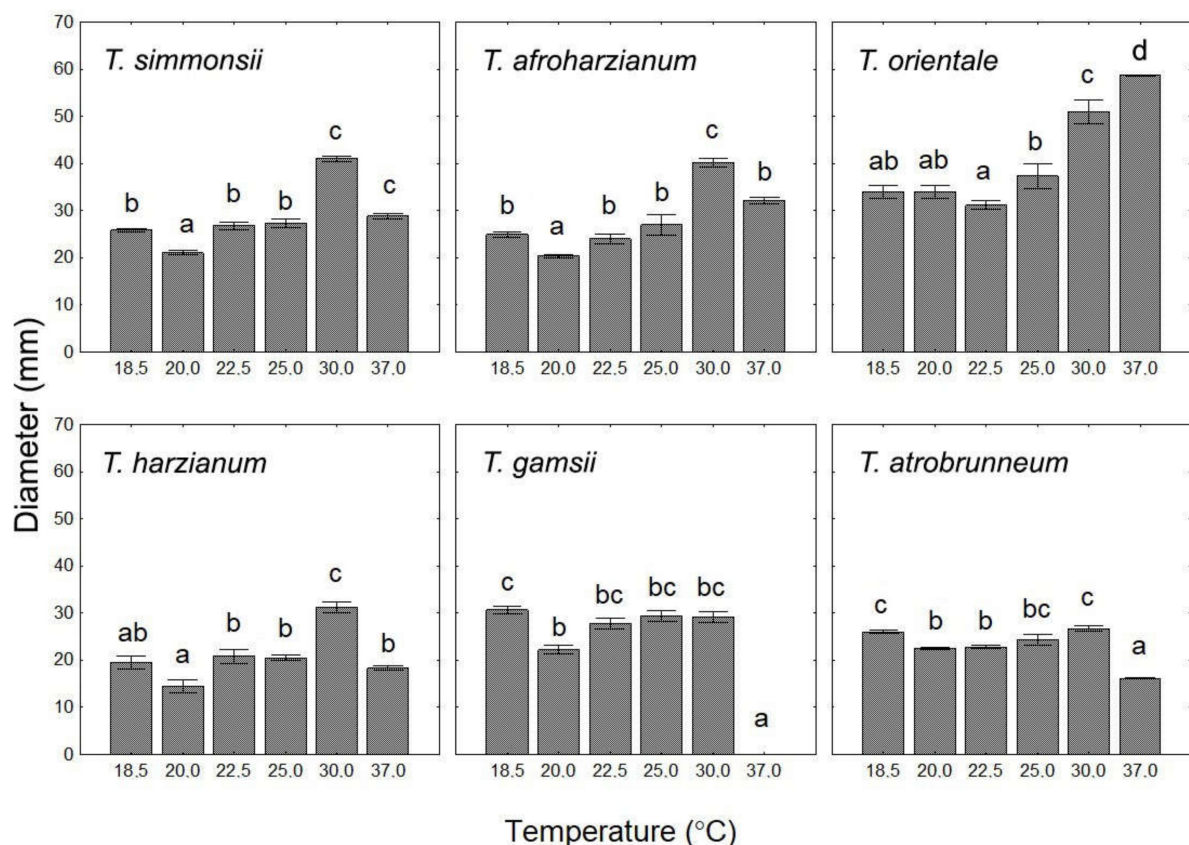 T. simmonsii
T. afroharzianum
T. orientale
70
60
50
40
30
20
10
0
b a b b c c
b a b b c b
ab ab a b c d
18.5 20.0 22.5 25.0 30.0 37.0
18.5 20.0 22.5 25.0 30.0 37.0
18.5 20.0 22.5 25.0 30.0 37.0
Diameter (mm)
T. harzianum
T. gamsii
T. atrobrunneum
70
60
50
40
30
20
10
0
ab a b b c b
c b bc bc bc a
c b b bc c a
18.5 20.0 22.5 25.0 30.0 37.0
18.5 20.0 22.5 25.0 30.0 37.0
18.5 20.0 22.5 25.0 30.0 37.0
Temperature (°C)